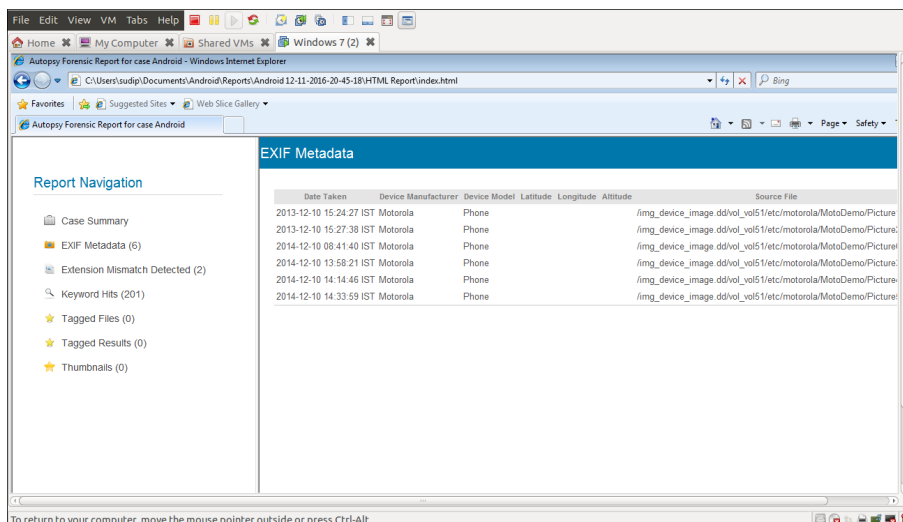 File Edit View VM Tabs Help
Home My Computer Shared VMs Windows 7 (2)
Autopsy Forensic Report for case Android - Windows Internet Explorer
C:\Users\sudip\Documents\Android\Reports\Android 12-11-2016-20-45-18\HTML Report\index.html Bing
Favorites Suggested Sites Web Slice Gallery
Autopsy Forensic Report for case Android Page Safety
EXIF Metadata
Report Navigation
Case Summary
EXIF Metadata (6)
Extension Mismatch Detected (2)
Keyword Hits (201)
Tagged Files (0)
Tagged Results (0)
Thumbnails (0)
Date Taken Device Manufacturer Device Model Latitude Longitude Altitude Source File
2013-12-10 15:24:27 IST Motorola Phone /img_device_image.dd/vol_vol51/etc/motorola/MotoDemo/Picture
2013-12-10 15:27:38 IST Motorola Phone /img_device_image.dd/vol_vol51/etc/motorola/MotoDemo/Picture
2014-12-10 08:41:40 IST Motorola Phone /img_device_image.dd/vol_vol51/etc/motorola/MotoDemo/Picture
2014-12-10 13:58:21 IST Motorola Phone /img_device_image.dd/vol_vol51/etc/motorola/MotoDemo/Picture
2014-12-10 14:14:46 IST Motorola Phone /img_device_image.dd/vol_vol51/etc/motorola/MotoDemo/Picture
2014-12-10 14:33:59 IST Motorola Phone /img_device_image.dd/vol_vol51/etc/motorola/MotoDemo/Picture
To return to your computer, move the mouse pointer outside or press Ctrl-Alt.